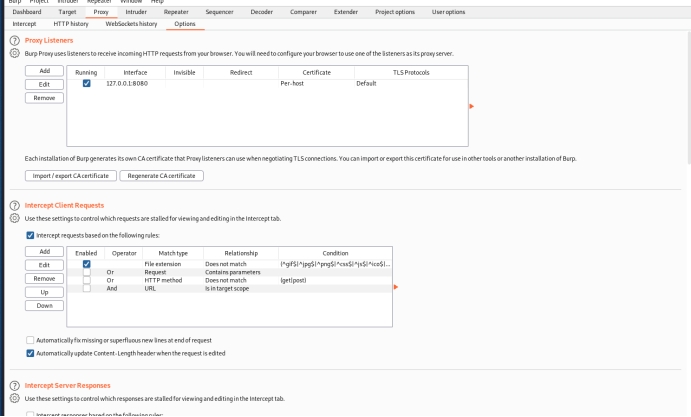 Burp Project Intruder Repeater Window Help
Dashboard Target Proxy Intruder Repeater Sequencer Decoder Comparer Extender Project options User options
Intercept HTTP history WebSockets history Options
Proxy Listeners
Burp Proxy uses listeners to receive incoming HTTP requests from your browser. You will need to configure your browser to use one of the listeners as its proxy server.
Add Running Interface Invisible Redirect Certificate TLS Protocols
Edit 127.0.0.1:8080 Per-host Default
Remove
Each installation of Burp generates its own CA certificate that Proxy listeners can use when negotiating TLS connections. You can import or export this certificate for use in other tools or another installation of Burp.
Import / export CA certificate Regenerate CA certificate
Intercept Client Requests
Use these settings to control which requests are stalled for viewing and editing in the Intercept tab.
Intercept requests based on the following rules:
Add Enabled Operator Match type Relationship Condition
Edit File extension Does not match (^gif$|^jpg$|^png$|^css$|^js$|^ico$|...
Or Request Contains parameters
Remove Or HTTP method Does not match (get|post)
Up And URL Is in target scope
Down
Automatically fix missing or superfluous new lines at end of request
Automatically update Content-Length header when the request is edited
Intercept Server Responses
Use these settings to control which responses are stalled for viewing and editing in the Intercept tab.
Intercept responses based on the following rules: